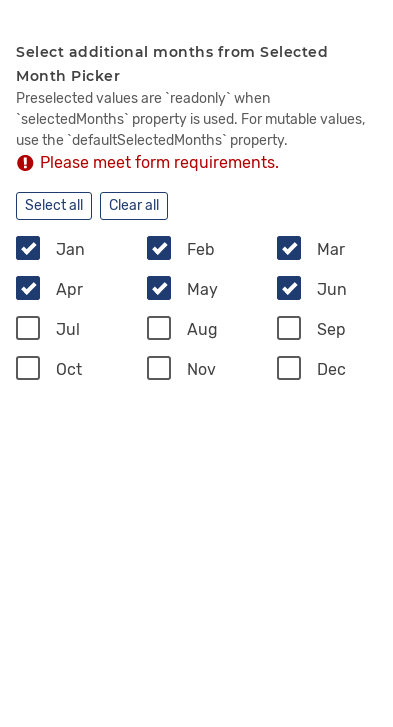 Select additional months from Selected
Month Picker
Preselected values are `readonly` when
`selectedMonths` property is used. For mutable values,
use the `defaultSelectedMonths` property.
Please meet form requirements.
Select all Clear all
Jan Feb Mar
Apr May Jun
Jul Aug Sep
Oct Nov Dec